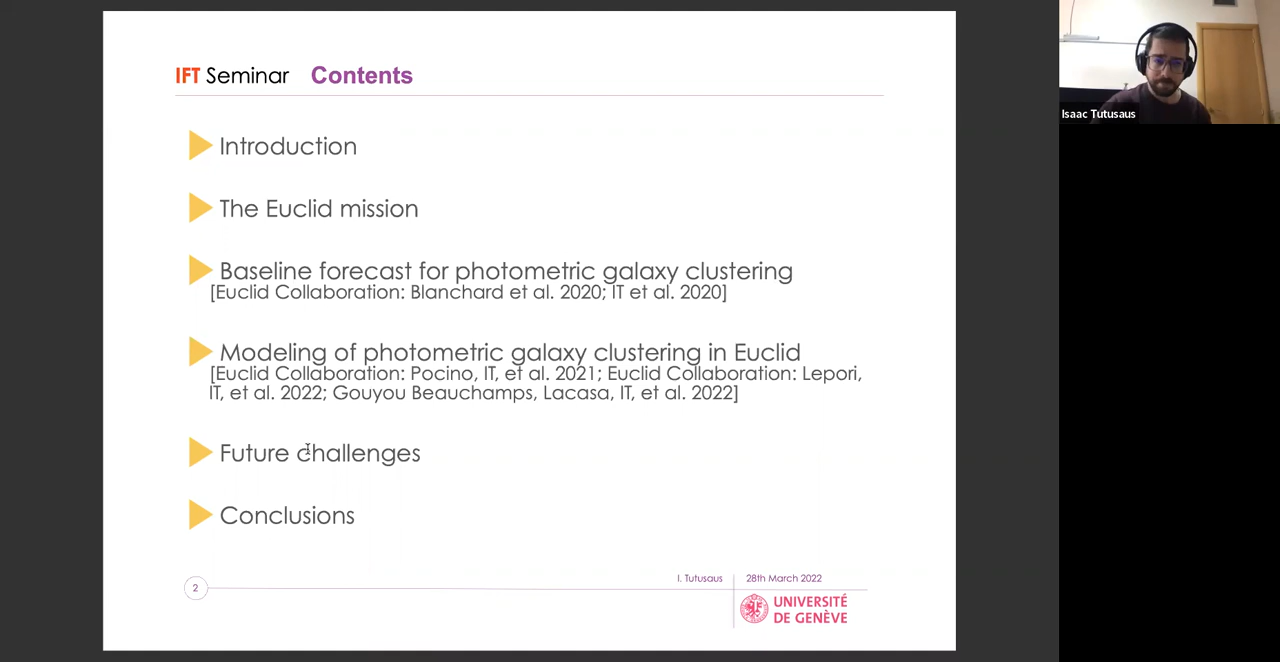 IFT Seminar Contents
Introduction
The Euclid mission
Baseline forecast for photometric galaxy clustering
[Euclid Collaboration: Blanchard et al. 2020; IT et al. 2020]
Modeling of photometric galaxy clustering in Euclid
[Euclid Collaboration: Pocino, IT, et al. 2021; Euclid Collaboration: Lepori,
IT, et al. 2022; Gouyou Beauchamps, Lacasa, IT, et al. 2022]
Future challenges
Conclusions
2
I. Tutusaus
28th March 2022
UNIVERSITÉ
DE GENÈVE
Isaac Tutusaus